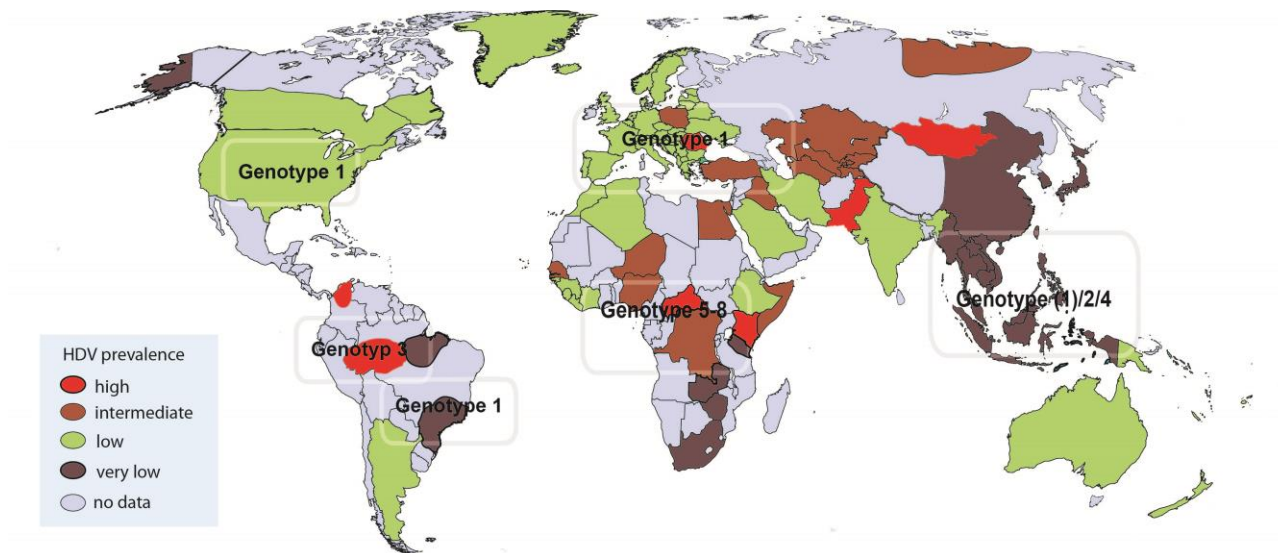 Genotype 1
Genotype 1
Genotype (1)/2/4
Genotype 5-8
Genotyp 3
Genotype 1
HDV prevalence
high
intermediate
low
very low
no data